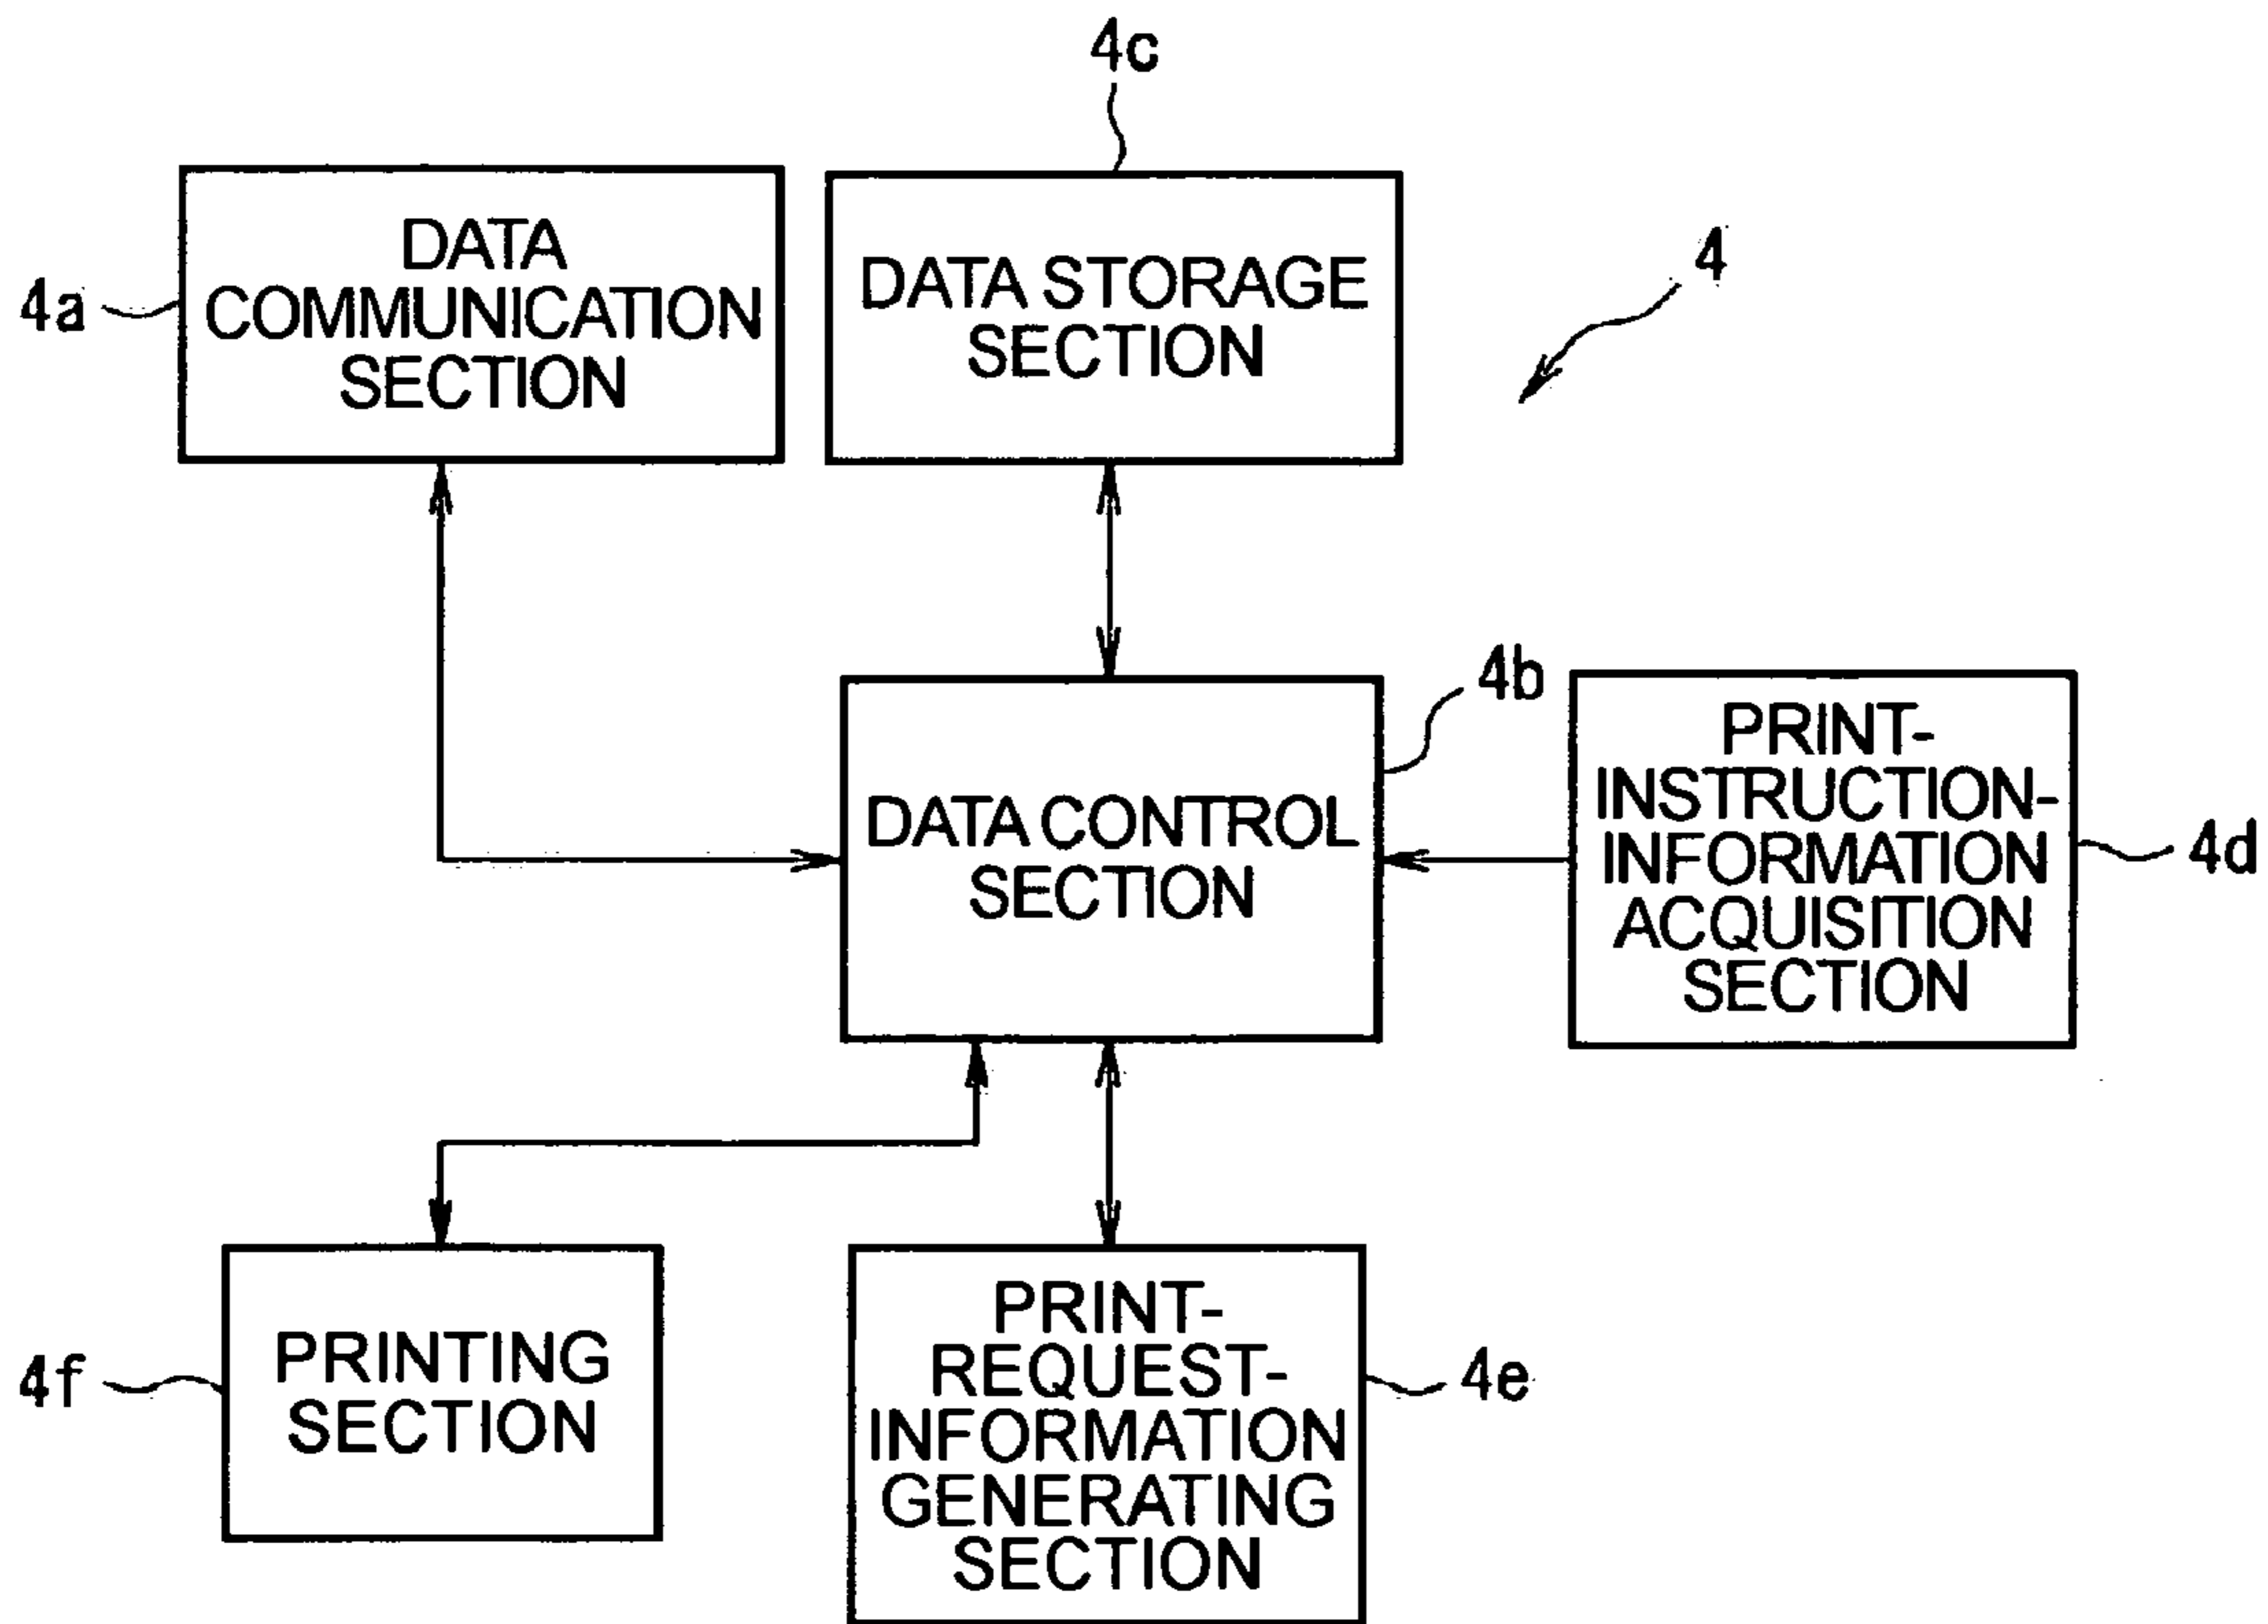 4c
DATA
COMMUNICATION
SECTION
4a
DATA STORAGE
SECTION
4
4b
DATA CONTROL
SECTION
PRINT-
INSTRUCTION-
INFORMATION
ACQUISITION
SECTION
4d
4f
PRINTING
SECTION
PRINT-
REQUEST-
INFORMATION
GENERATING
SECTION
4e